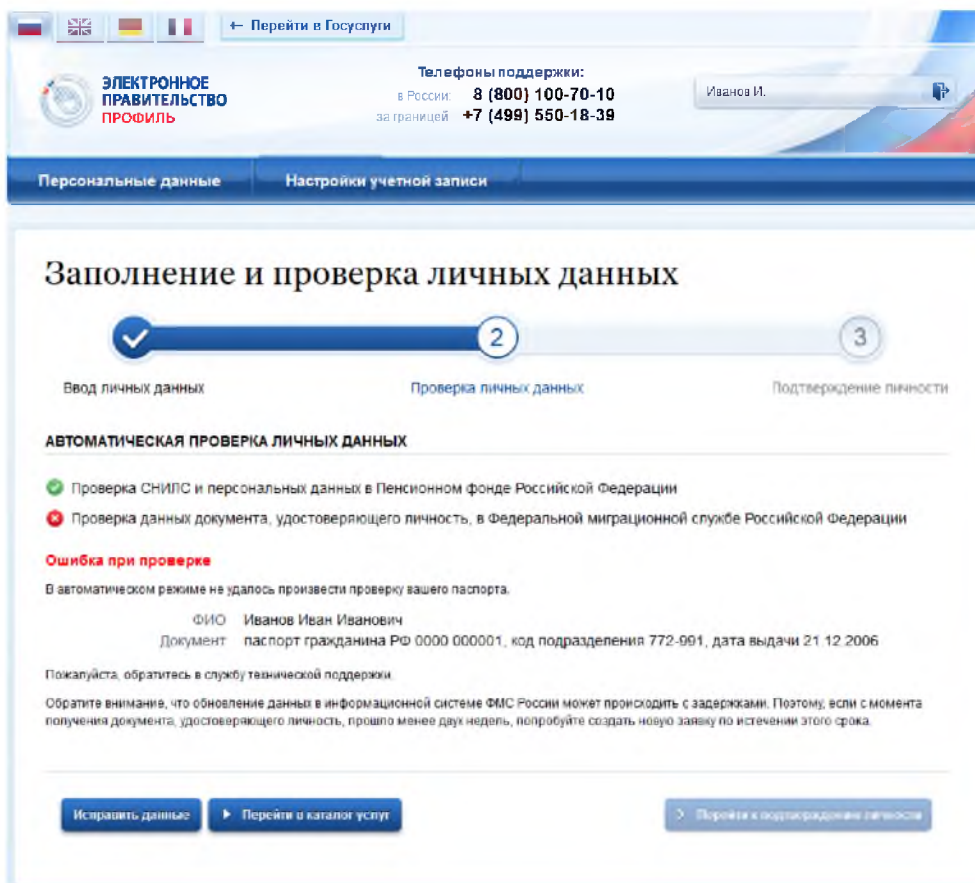 ← Перейти в Госуслуги
ЭЛЕКТРОННОЕ
ПРАВИТЕЛЬСТВО
ПРОФИЛЬ
Телефоны поддержки:
в России: 8 (800) 100-70-10
за границей +7 (499) 550-18-39
Иванов И.
Персональные данные Настройки учетной записи
Заполнение и проверка личных данных
2 3
Ввод личных данных Проверка личных данных Подтверждение личности
АВТОМАТИЧЕСКАЯ ПРОВЕРКА ЛИЧНЫХ ДАННЫХ
Проверка СНИЛС и персональных данных в Пенсионном фонде Российской Федерации
Проверка данных документа, удостоверяющего личность, в Федеральной миграционной службе Российской Федерации
Ошибка при проверке
В автоматическом режиме не удалось произвести проверку вашего паспорта.
ФИО Иванов Иван Иванович
Документ паспорт гражданина РФ 0000 000001, код подразделения 772-991, дата выдачи 21.12.2006
Пожалуйста, обратитесь в службу технической поддержки.
Обратите внимание, что обновление данных в информационной системе ФМС России может происходить с задержками. Поэтому, если с момента
получения документа, удостоверяющего личность, прошло менее двух недель, попробуйте создать новую заявку по истечении этого срока.
Исправить данные Перейти в каталог услуг Перейти к подтверждению личности